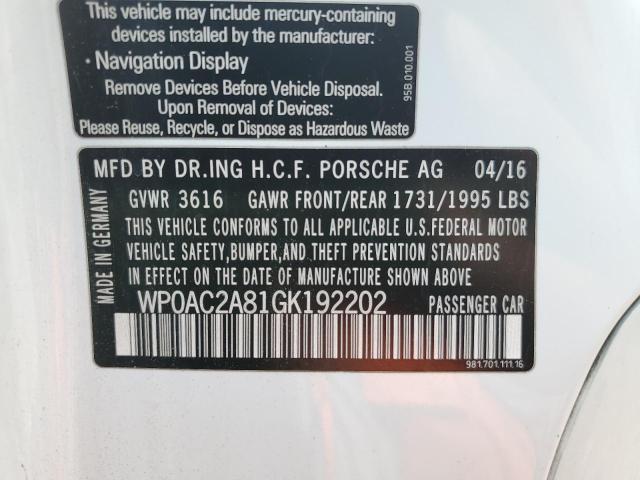 This vehicle may include mercury-containing
devices installed by the manufacturer:
• Navigation Display
Remove Devices Before Vehicle Disposal.
Upon Removal of Devices:
Please Reuse, Recycle, or Dispose as Hazardous Waste
95B.010.001
MFD BY DR.ING H.C.F. PORSCHE AG 04/16
GVWR 3616 GAWR FRONT/REAR 1731/1995 LBS
THIS VEHICLE CONFORMS TO ALL APPLICABLE U.S.FEDERAL MOTOR
VEHICLE SAFETY,BUMPER,AND THEFT PREVENTION STANDARDS
IN EFFECT ON THE DATE OF MANUFACTURE SHOWN ABOVE
WP0AC2A81GK192202 PASSENGER CAR
MADE IN GERMANY
981.701.111.16